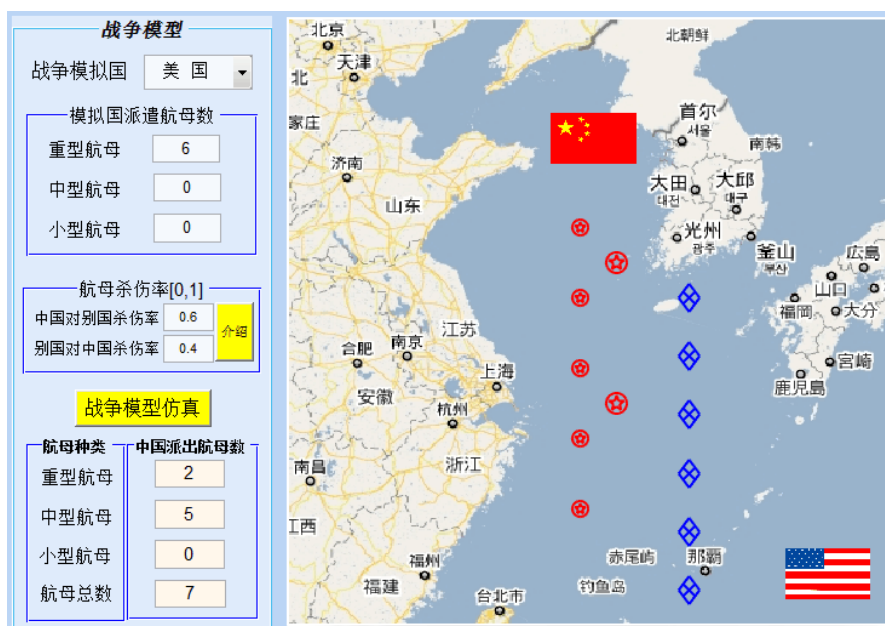 战争模型
战争模拟国 美 国
模拟国派遣航母数
重型航母 6
中型航母 0
小型航母 0
航母杀伤率[0,1]
中国对别国杀伤率 0.6
别国对中国杀伤率 0.4
介绍
战争模型仿真
航母种类 中国派出航母数
重型航母 2
中型航母 5
小型航母 0
航母总数 7
北京
北朝鲜
天津
北
家庄
首尔
서울
南韩
济南
大田
대전
大邱
대구
山东
光州
광주
釜山
부산
広島
山口
福岡
大分
江苏
合肥
南京
上海
宮崎
鹿児島
安徽
杭州
浙江
南昌
江西
福州
赤尾屿
那霸
福建
钓鱼岛
台北市